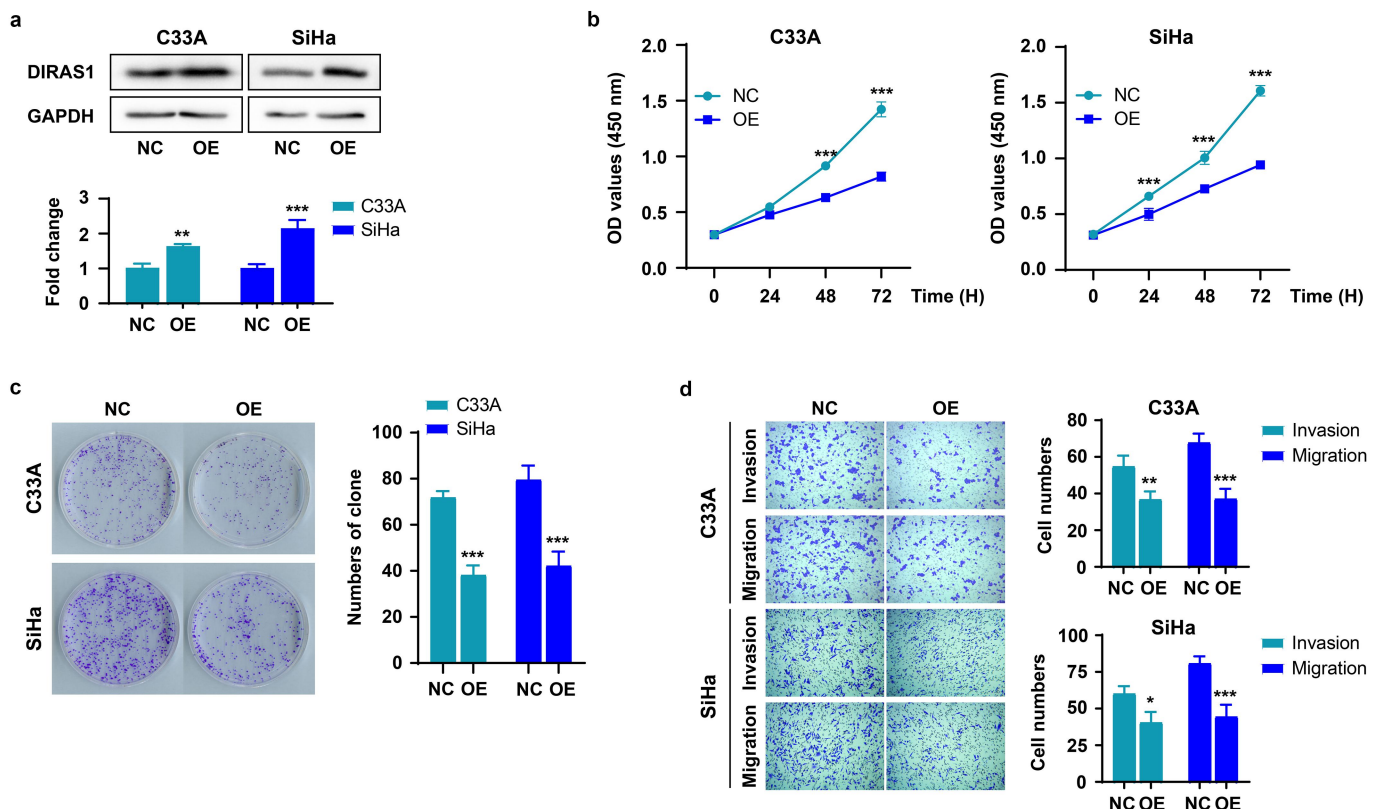 a
C33A SiHa
DIRAS1
GAPDH
NC OE NC OE
Fold change
3
2
1
0
** ***
NC OE NC OE
C33A
SiHa
b
C33A
OD values (450 nm)
2.0
1.5
1.0
0.5
0.0
NC
OE
***
***
0 24 48 72 Time (H)
SiHa
OD values (450 nm)
2.0
1.5
1.0
0.5
0.0
NC
OE
***
***
***
0 24 48 72 Time (H)
c
NC OE
C33A
SiHa
C33A
SiHa
Numbers of clone
100
80
60
40
20
0
*** ***
NC OE NC OE
d
NC OE
C33A
Invasion
Migration
SiHa
Invasion
Migration
C33A
Cell numbers
80
60
40
20
0
** ***
NC OE NC OE
Invasion
Migration
SiHa
Cell numbers
100
75
50
25
0
* ***
NC OE NC OE
Invasion
Migration